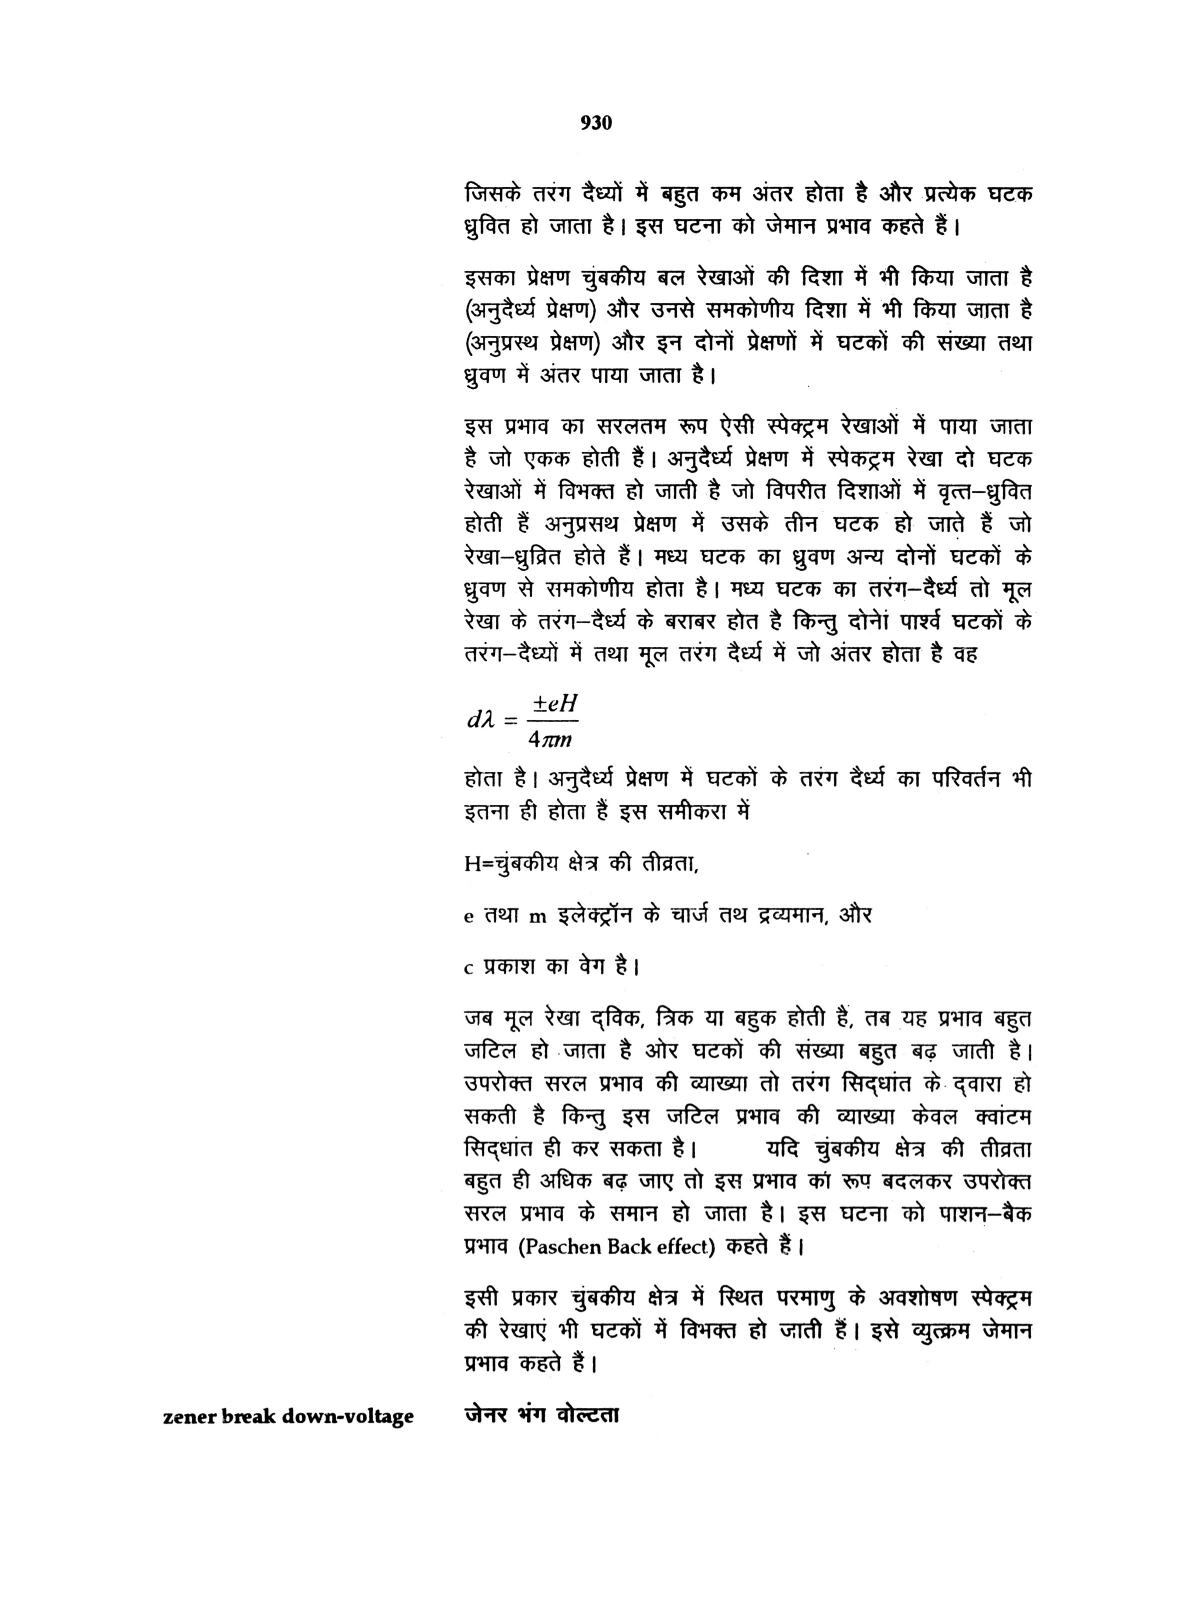 930
जिसके तरंग दैर्ध्यों में बहुत कम अंतर होता है और प्रत्येक घटक
ध्रुवित हो जाता है। इस घटना को जेमान प्रभाव कहते हैं।
इसका प्रेक्षण चुंबकीय बल रेखाओं की दिशा में भी किया जाता है
(अनुदैर्ध्य प्रेक्षण) और उनसे समकोणीय दिशा में भी किया जाता है
(अनुप्रस्थ प्रेक्षण) और इन दोनों प्रेक्षणों में घटकों की संख्या तथा
ध्रुवण में अंतर पाया जाता है।
इस प्रभाव का सरलतम रूप ऐसी स्पेक्ट्रम रेखाओं में पाया जाता
है जो एकक होती हैं। अनुदैर्ध्य प्रेक्षण में स्पेकट्रम रेखा दो घटक
रेखाओं में विभक्त हो जाती है जो विपरीत दिशाओं में वृत्त–ध्रुवित
होती हैं अनुप्रसथ प्रेक्षण में उसके तीन घटक हो जाते हैं जो
रेखा–ध्रुव्रित होते हैं। मध्य घटक का ध्रुवण अन्य दोनों घटकों के
ध्रुवण से समकोणीय होता है। मध्य घटक का तरंग–दैर्ध्य तो मूल
रेखा के तरंग–दैर्ध्य के बराबर होत है किन्तु दोनेां पार्श्व घटकों के
तरंग–दैर्ध्यों में तथा मूल तरंग दैर्ध्य में जो अंतर होता है वह
dλ = ±eH / 4πm
होता है। अनुदैर्ध्य प्रेक्षण में घटकों के तरंग दैर्ध्य का परिवर्तन भी
इतना ही होता हैं इस समीकरा में
H=चुंबकीय क्षेत्र की तीव्रता,
e तथा m इलेक्ट्रॉन के चार्ज तथ द्रव्यमान, और
c प्रकाश का वेग है।
जब मूल रेखा द्विक, त्रिक या बहुक होती है, तब यह प्रभाव बहुत
जटिल हो जाता है ओर घटकों की संख्या बहुत बढ़ जाती है।
उपरोक्त सरल प्रभाव की व्याख्या तो तरंग सिद्धांत के द्वारा हो
सकती है किन्तु इस जटिल प्रभाव की व्याख्या केवल क्वांटम
सिद्धांत ही कर सकता है। यदि चुंबकीय क्षेत्र की तीव्रता
बहुत ही अधिक बढ़ जाए तो इस प्रभाव का रूप बदलकर उपरोक्त
सरल प्रभाव के समान हो जाता है। इस घटना को पाशन–बैक
प्रभाव (Paschen Back effect) कहते हैं।
इसी प्रकार चुंबकीय क्षेत्र में स्थित परमाणु के अवशोषण स्पेक्ट्रम
की रेखाएं भी घटकों में विभक्त हो जाती हैं। इसे व्युत्क्रम जेमान
प्रभाव कहते हैं।
zener break down-voltage जेनर भंग वोल्टता